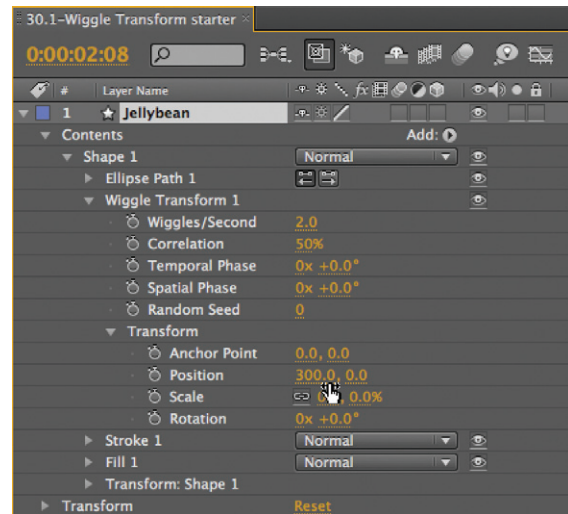 30.1–Wiggle Transform starter ×
0:00:02:08
# Layer Name fx
1 Jellybean
Contents Add:
Shape 1 Normal
Ellipse Path 1
Wiggle Transform 1
Wiggles/Second 2.0
Correlation 50%
Temporal Phase 0x +0.0°
Spatial Phase 0x +0.0°
Random Seed 0
Transform
Anchor Point 0.0, 0.0
Position 300.0, 0.0
Scale 0.0%
Rotation 0x +0.0°
Stroke 1 Normal
Fill 1 Normal
Transform: Shape 1
Transform Reset